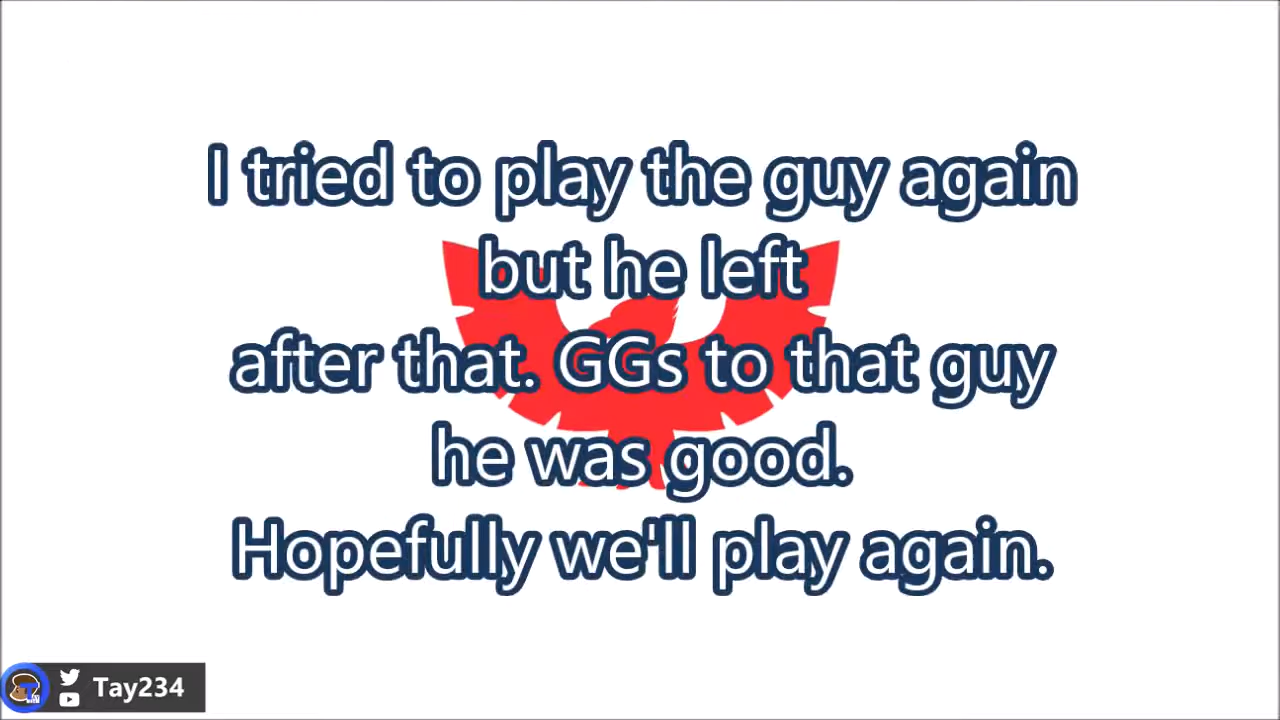 I tried to play the guy again
but he left
after that. GGs to that guy
he was good.
Hopefully we'll play again.
Tay234